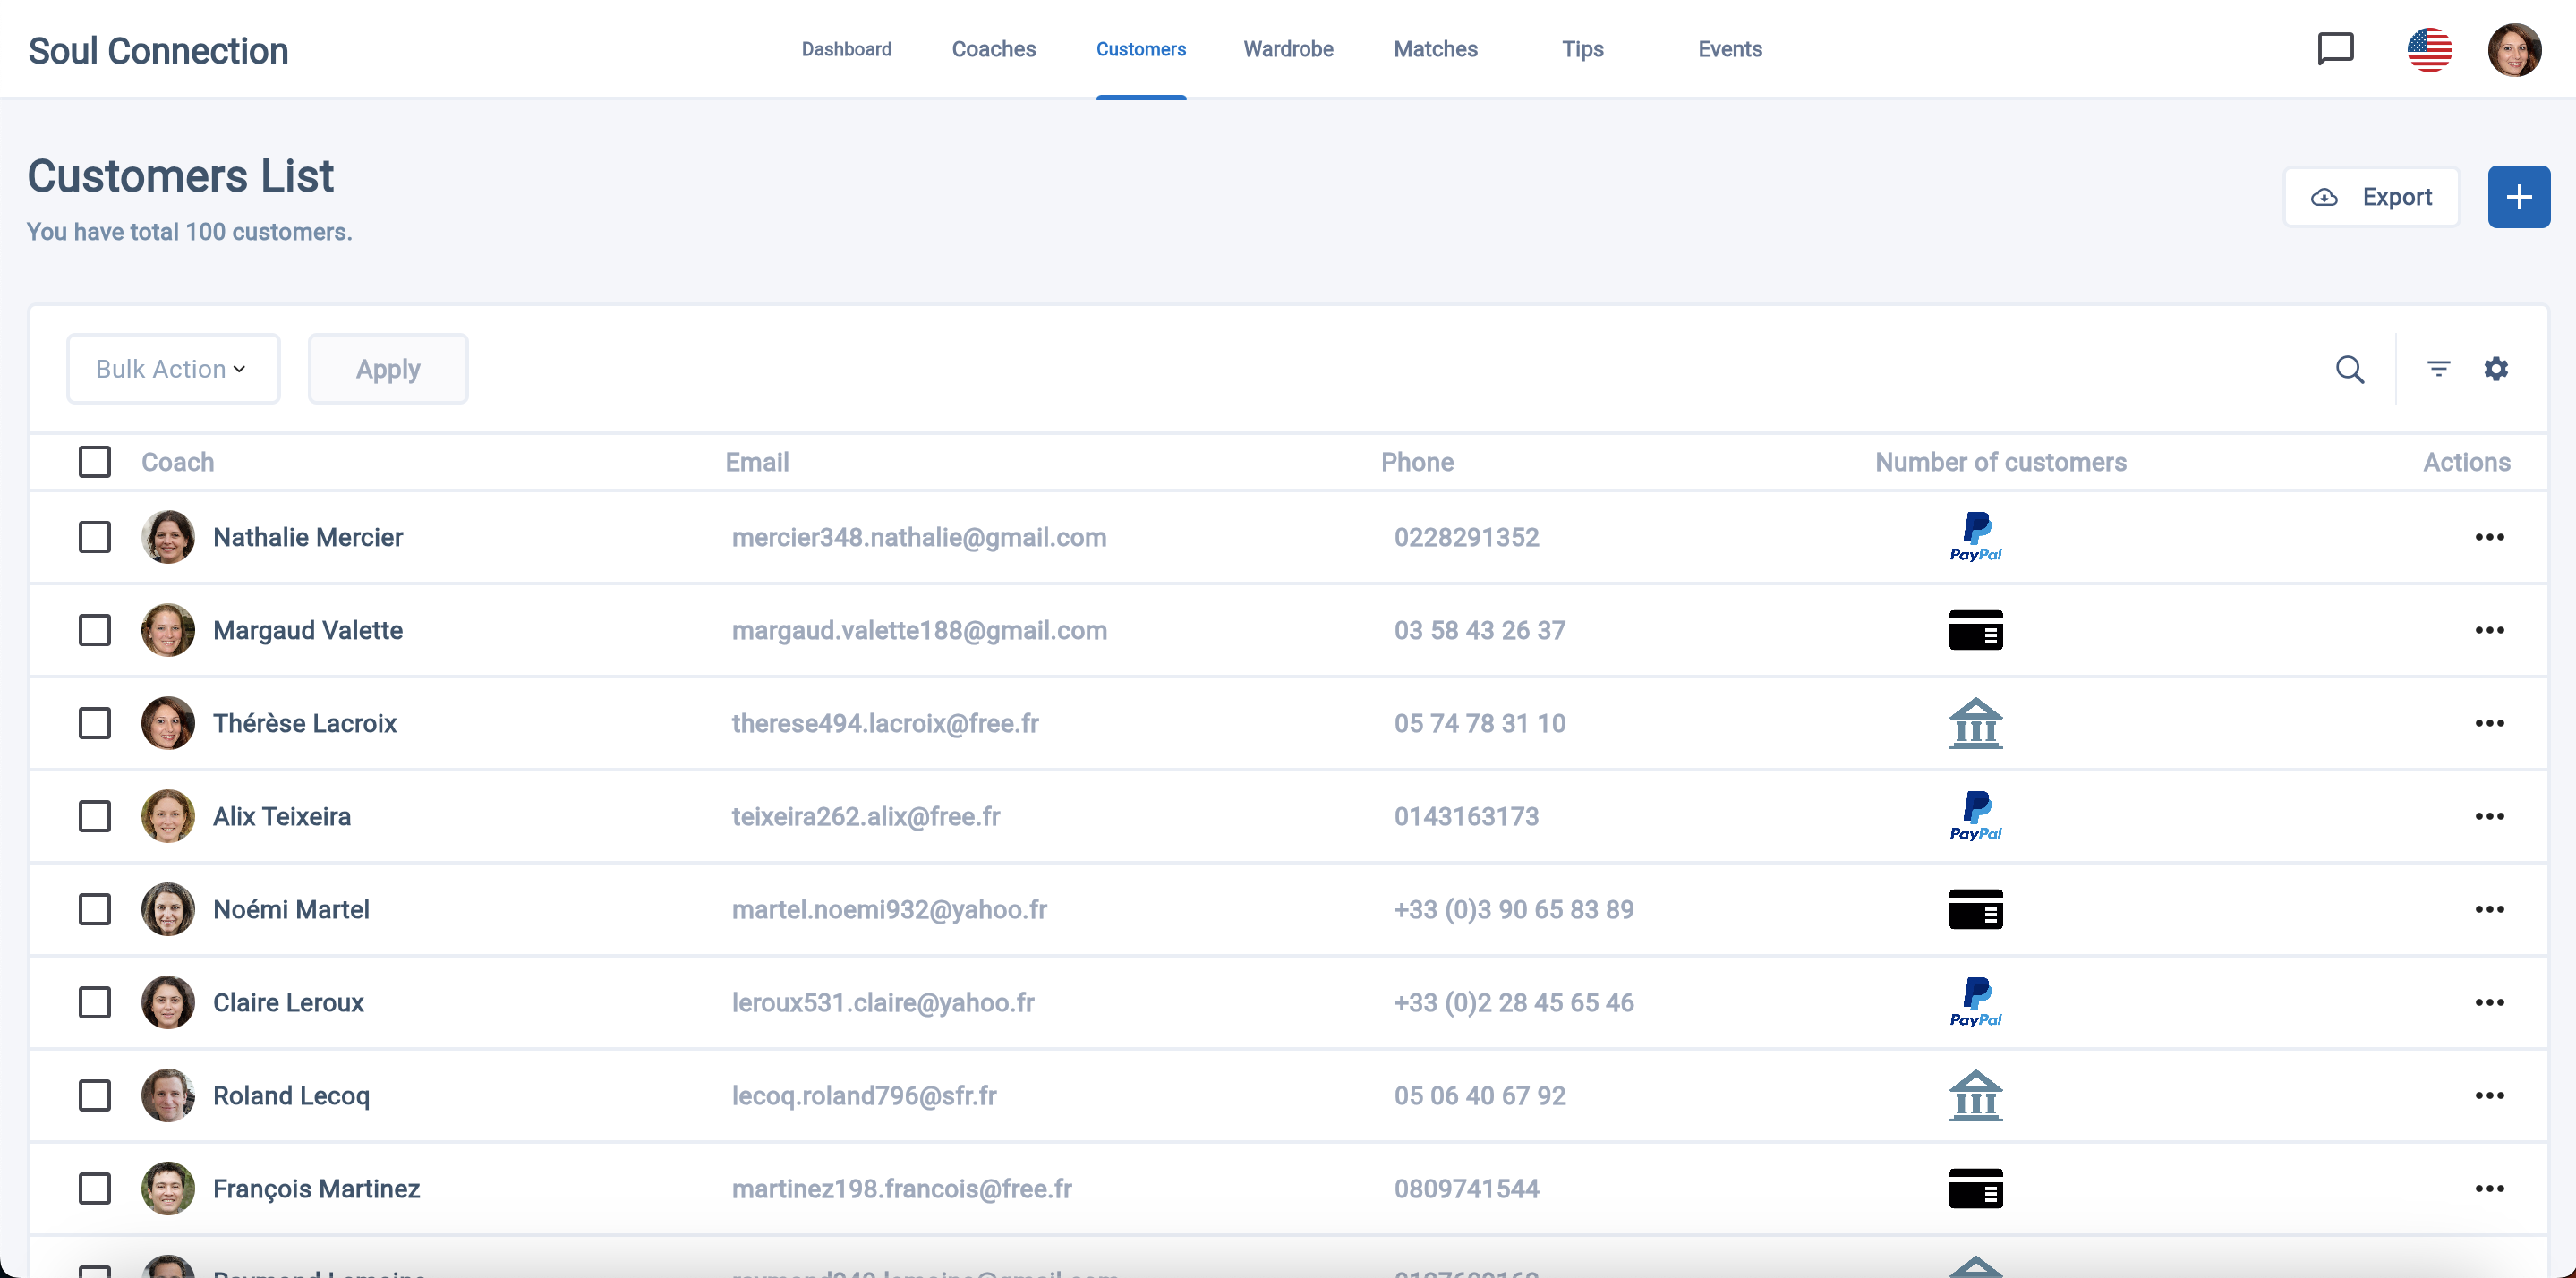 Soul Connection
Dashboard Coaches Customers Wardrobe Matches Tips Events
Customers List
You have total 100 customers.
Export
Bulk Action
Apply
Coach Email Phone Number of customers Actions
Nathalie Mercier mercier348.nathalie@gmail.com 0228291352 PayPal
Margaud Valette margaud.valette188@gmail.com 03 58 43 26 37
Thérèse Lacroix therese494.lacroix@free.fr 05 74 78 31 10
Alix Teixeira teixeira262.alix@free.fr 0143163173 PayPal
Noémi Martel martel.noemi932@yahoo.fr +33 (0)3 90 65 83 89
Claire Leroux leroux531.claire@yahoo.fr +33 (0)2 28 45 65 46 PayPal
Roland Lecoq lecoq.roland796@sfr.fr 05 06 40 67 92
François Martinez martinez198.francois@free.fr 0809741544